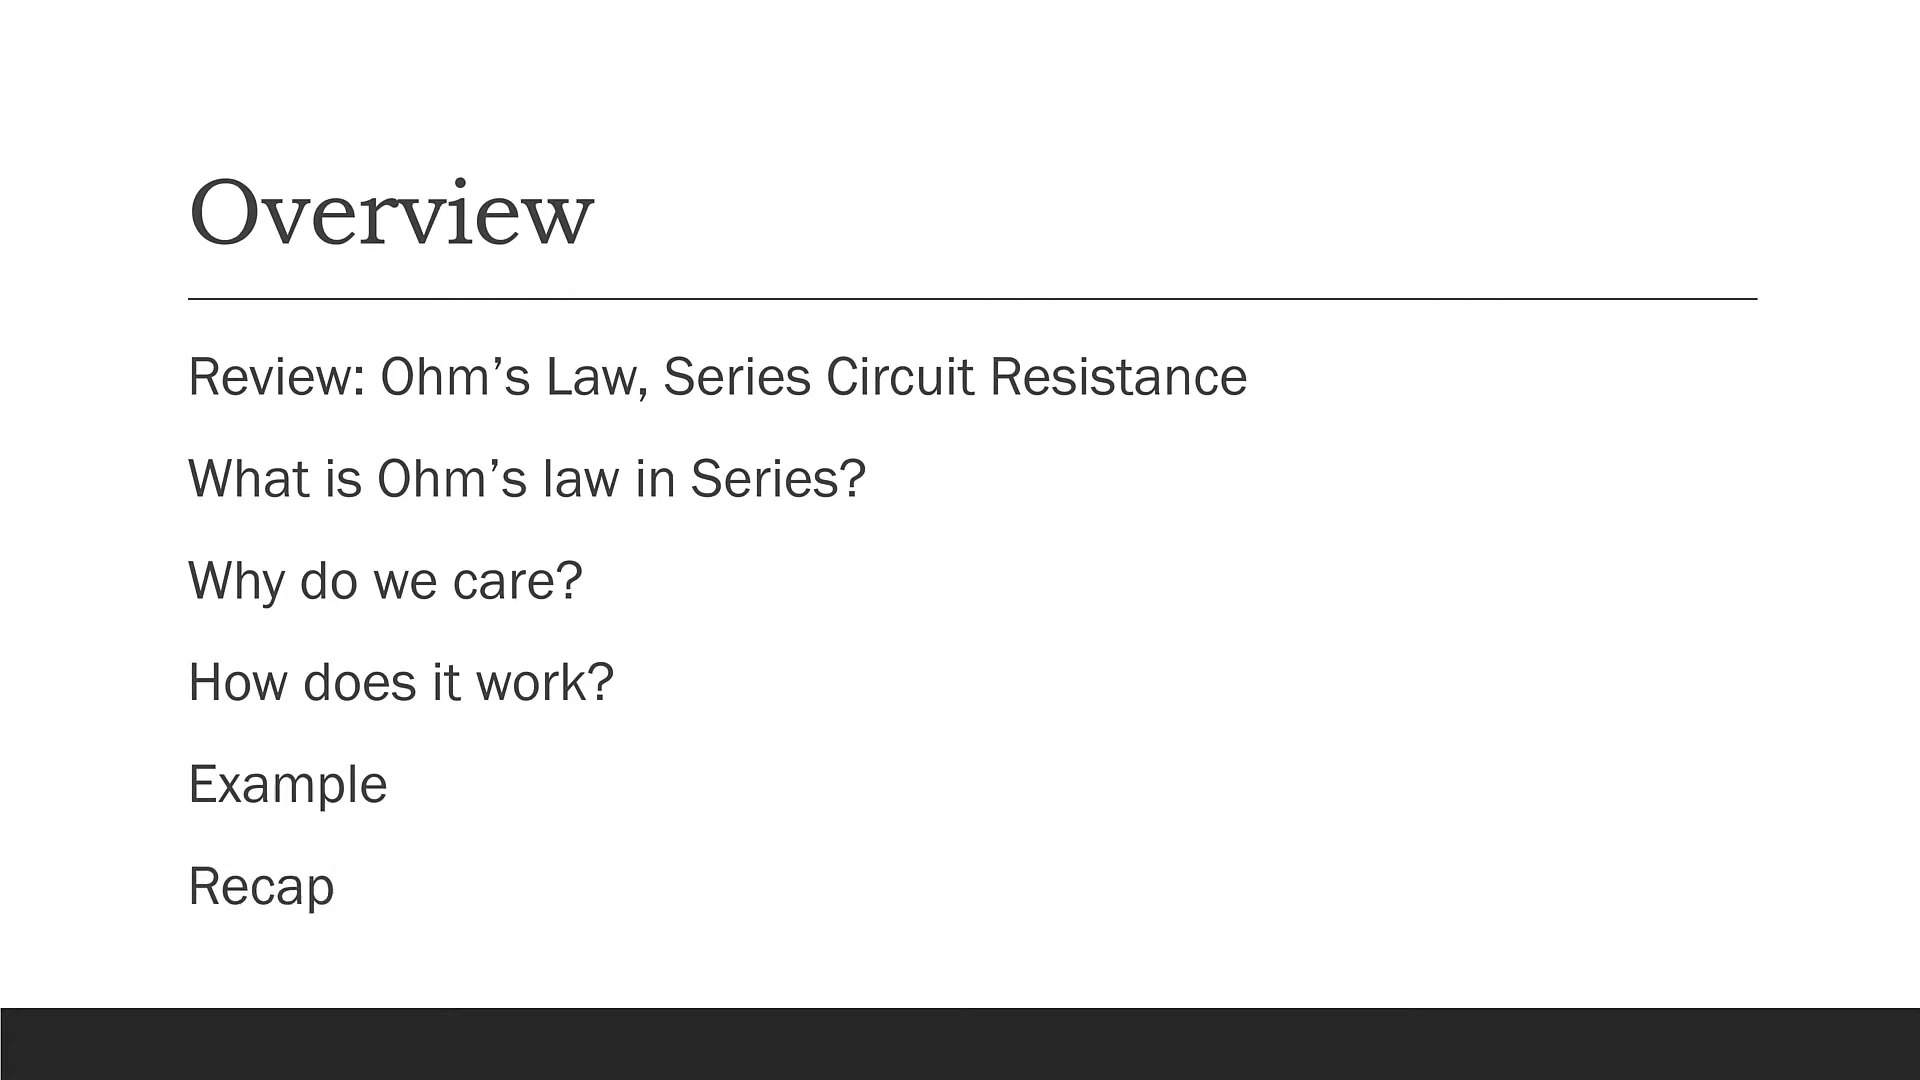 Overview
Review: Ohm’s Law, Series Circuit Resistance
What is Ohm’s law in Series?
Why do we care?
How does it work?
Example
Recap